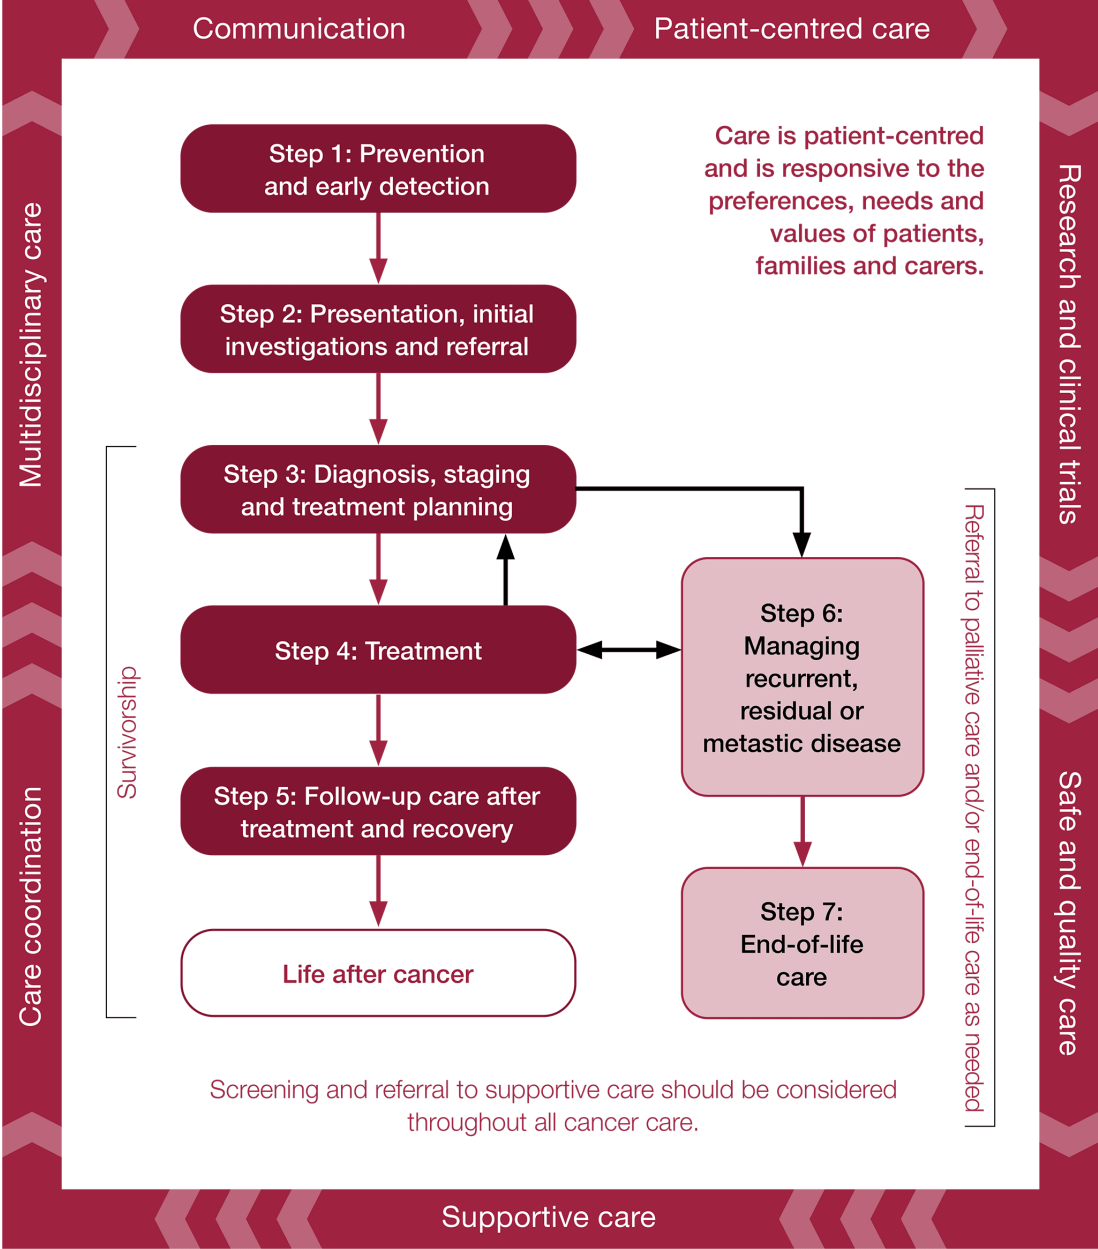 Communication
Patient-centred care
Multidisciplinary care
Care coordination
Research and clinical trials
Safe and quality care
Care is patient-centred
and is responsive to the
preferences, needs and
values of patients,
families and carers.
Step 1: Prevention
and early detection
Step 2: Presentation, initial
investigations and referral
Step 3: Diagnosis, staging
and treatment planning
Step 4: Treatment
Step 5: Follow-up care after
treatment and recovery
Life after cancer
Survivorship
Step 6:
Managing
recurrent,
residual or
metastic disease
Step 7:
End-of-life
care
Referral to palliative care and/or end-of-life care as needed
Screening and referral to supportive care should be considered
throughout all cancer care.
Supportive care